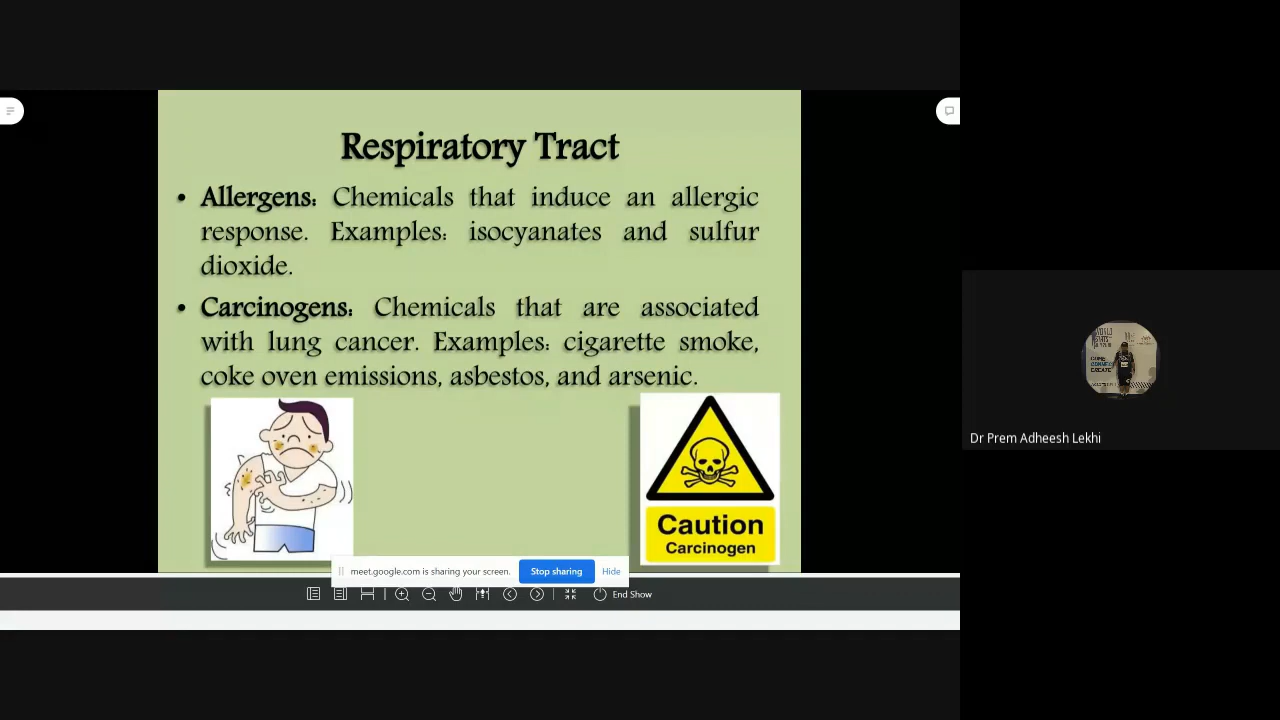 Respiratory Tract
• Allergens: Chemicals that induce an allergic
response. Examples: isocyanates and sulfur
dioxide.
• Carcinogens: Chemicals that are associated
with lung cancer. Examples: cigarette smoke,
coke oven emissions, asbestos, and arsenic.
Caution
Carcinogen
meet.google.com is sharing your screen.
Stop sharing
Hide
End Show
Dr Prem Adheesh Lekhi